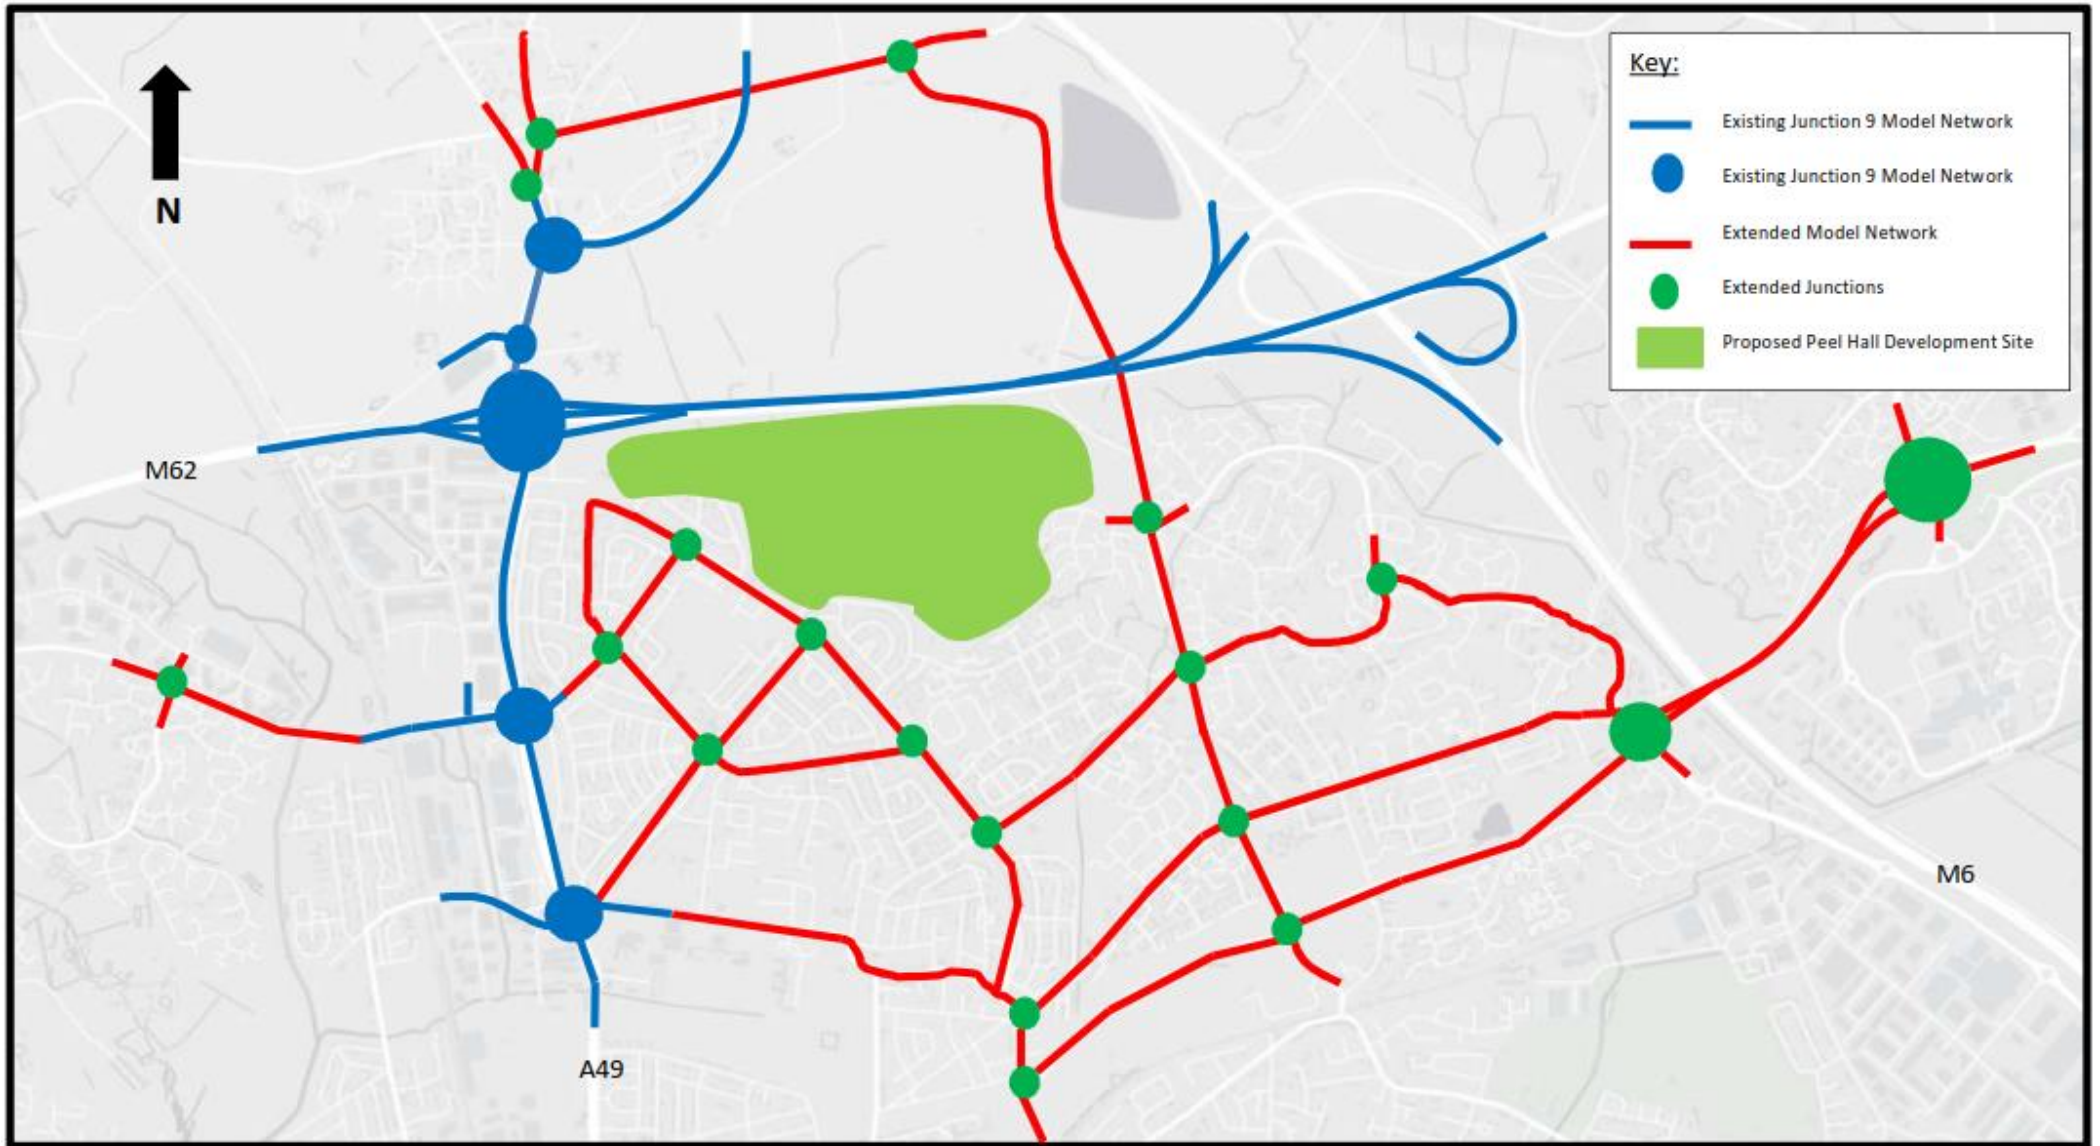 Key:
Existing Junction 9 Model Network
Existing Junction 9 Model Network
Extended Model Network
Extended Junctions
Proposed Peel Hall Development Site
N
M62
M6
A49